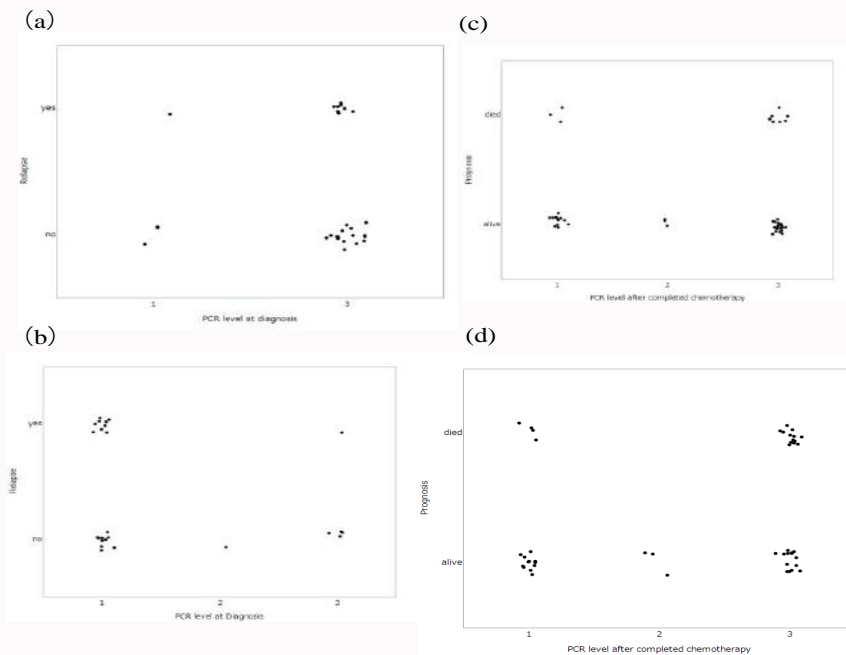 (a)
yes
Relapse
no
1
3
PCR level at diagnosis
(b)
yes
Relapse
no
1
2
3
PCR level at Diagnosis
(c)
died
Prognosis
alive
1
2
3
PCR level after completed chemotherapy
(d)
died
Prognosis
alive
1
2
3
PCR level after completed chemotherapy